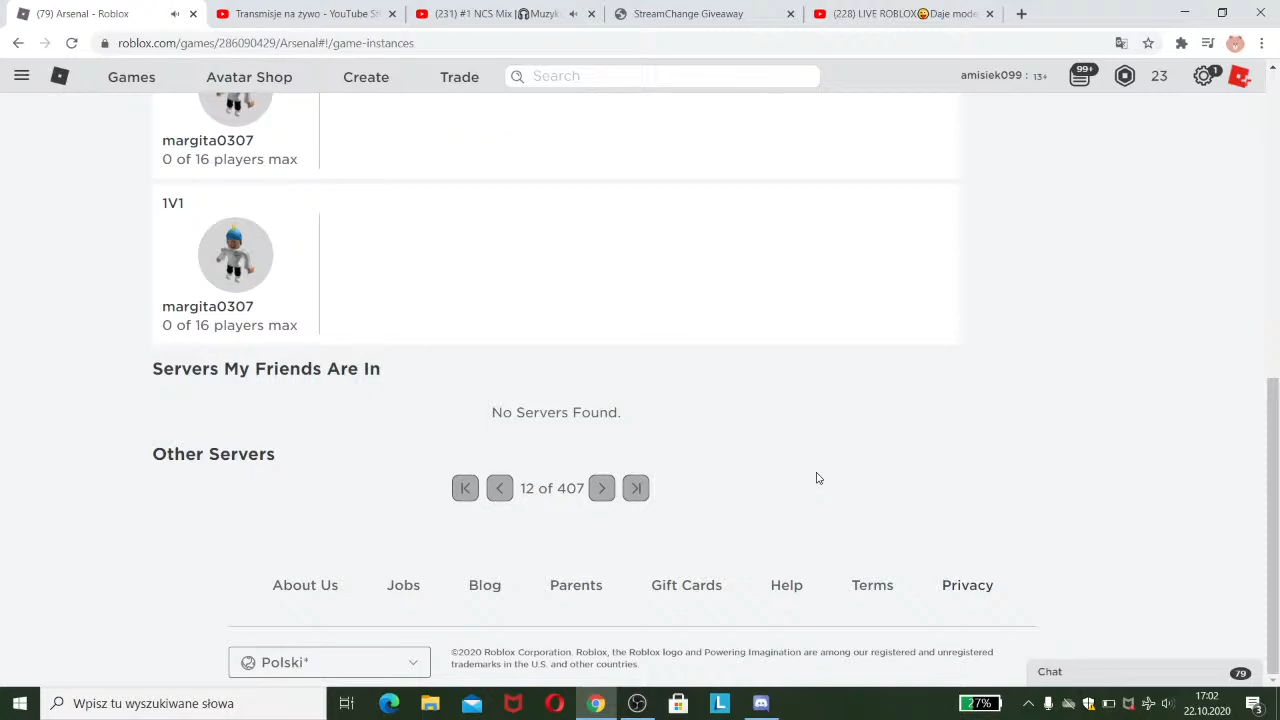 (79) Arsenal - Roblox
Transmisje na żywo - YouTube St
(231) #1 NCS Mix |🎧Muzyk
StreamChange Giveaway
(228) LIVE ROBLOX😀Daje mode
roblox.com/games/286090429/Arsenal#!/game-instances
Games
Avatar Shop
Create
Trade
Search
amisiek099 : 13+
99+
23
1
margita0307
0 of 16 players max
1V1
margita0307
0 of 16 players max
Servers My Friends Are In
No Servers Found.
Other Servers
12 of 407
About Us
Jobs
Blog
Parents
Gift Cards
Help
Terms
Privacy
Polski*
©2020 Roblox Corporation. Roblox, the Roblox logo and Powering Imagination are among our registered and unregistered
trademarks in the U.S. and other countries.
Chat
79
Wpisz tu wyszukiwane słowa
L
27%
17:02
22.10.2020
3